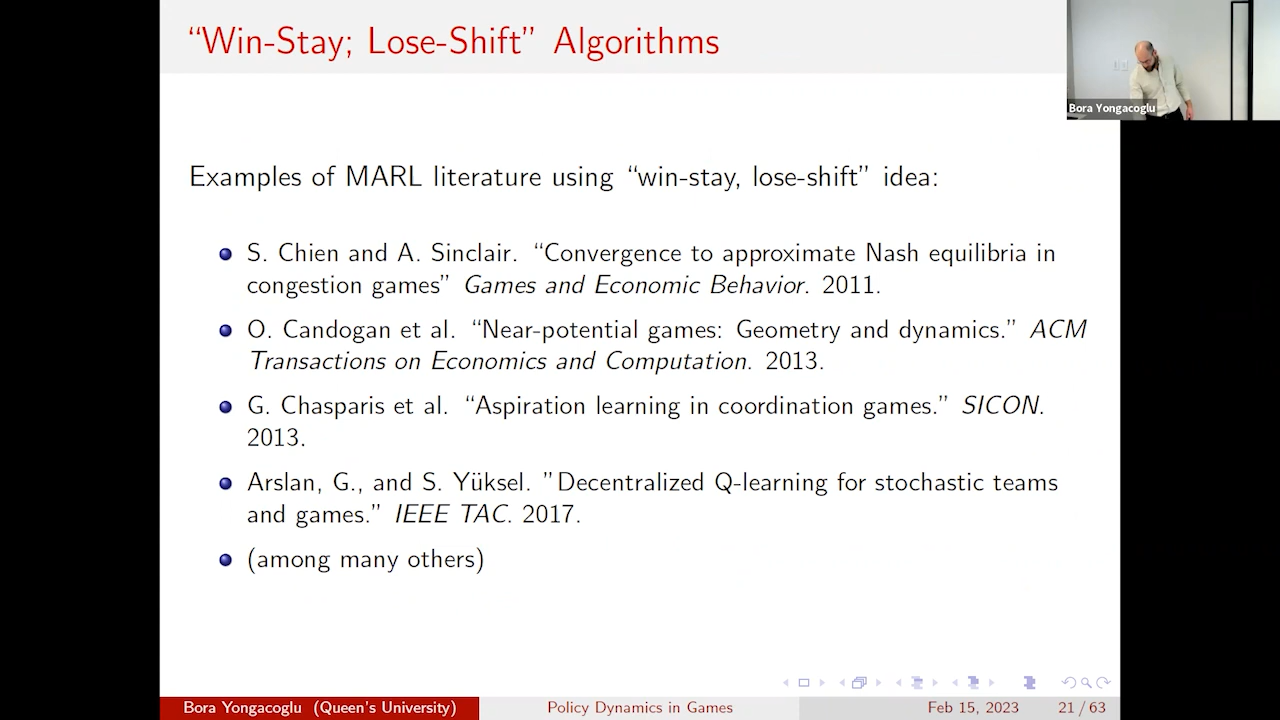 “Win-Stay; Lose-Shift” Algorithms
Bora Yongacoglu
Examples of MARL literature using “win-stay, lose-shift” idea:
S. Chien and A. Sinclair. “Convergence to approximate Nash equilibria in
congestion games” Games and Economic Behavior. 2011.
O. Candogan et al. “Near-potential games: Geometry and dynamics.” ACM
Transactions on Economics and Computation. 2013.
G. Chasparis et al. “Aspiration learning in coordination games.” SICON.
2013.
Arslan, G., and S. Yüksel. ”Decentralized Q-learning for stochastic teams
and games.” IEEE TAC. 2017.
(among many others)
Bora Yongacoglu (Queen's University) Policy Dynamics in Games Feb 15, 2023 21 / 63